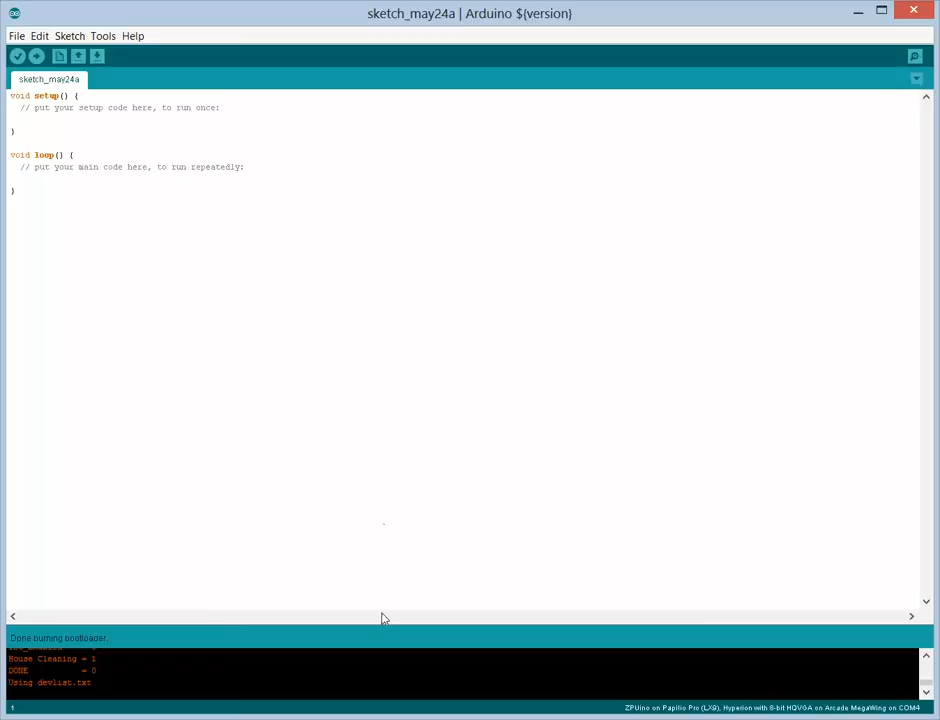 sketch_may24a | Arduino ${version}
File Edit Sketch Tools Help
sketch_may24a
void setup() {
// put your setup code here, to run once:
}
void loop() {
// put your main code here, to run repeatedly:
}
Done burning bootloader.
House Cleaning = 1
DONE = 0
Using devlist.txt
1
ZPUino on Papilio Pro (LX9), Hyperion with 8-bit HQVGA on Arcade MegaWing on COM4